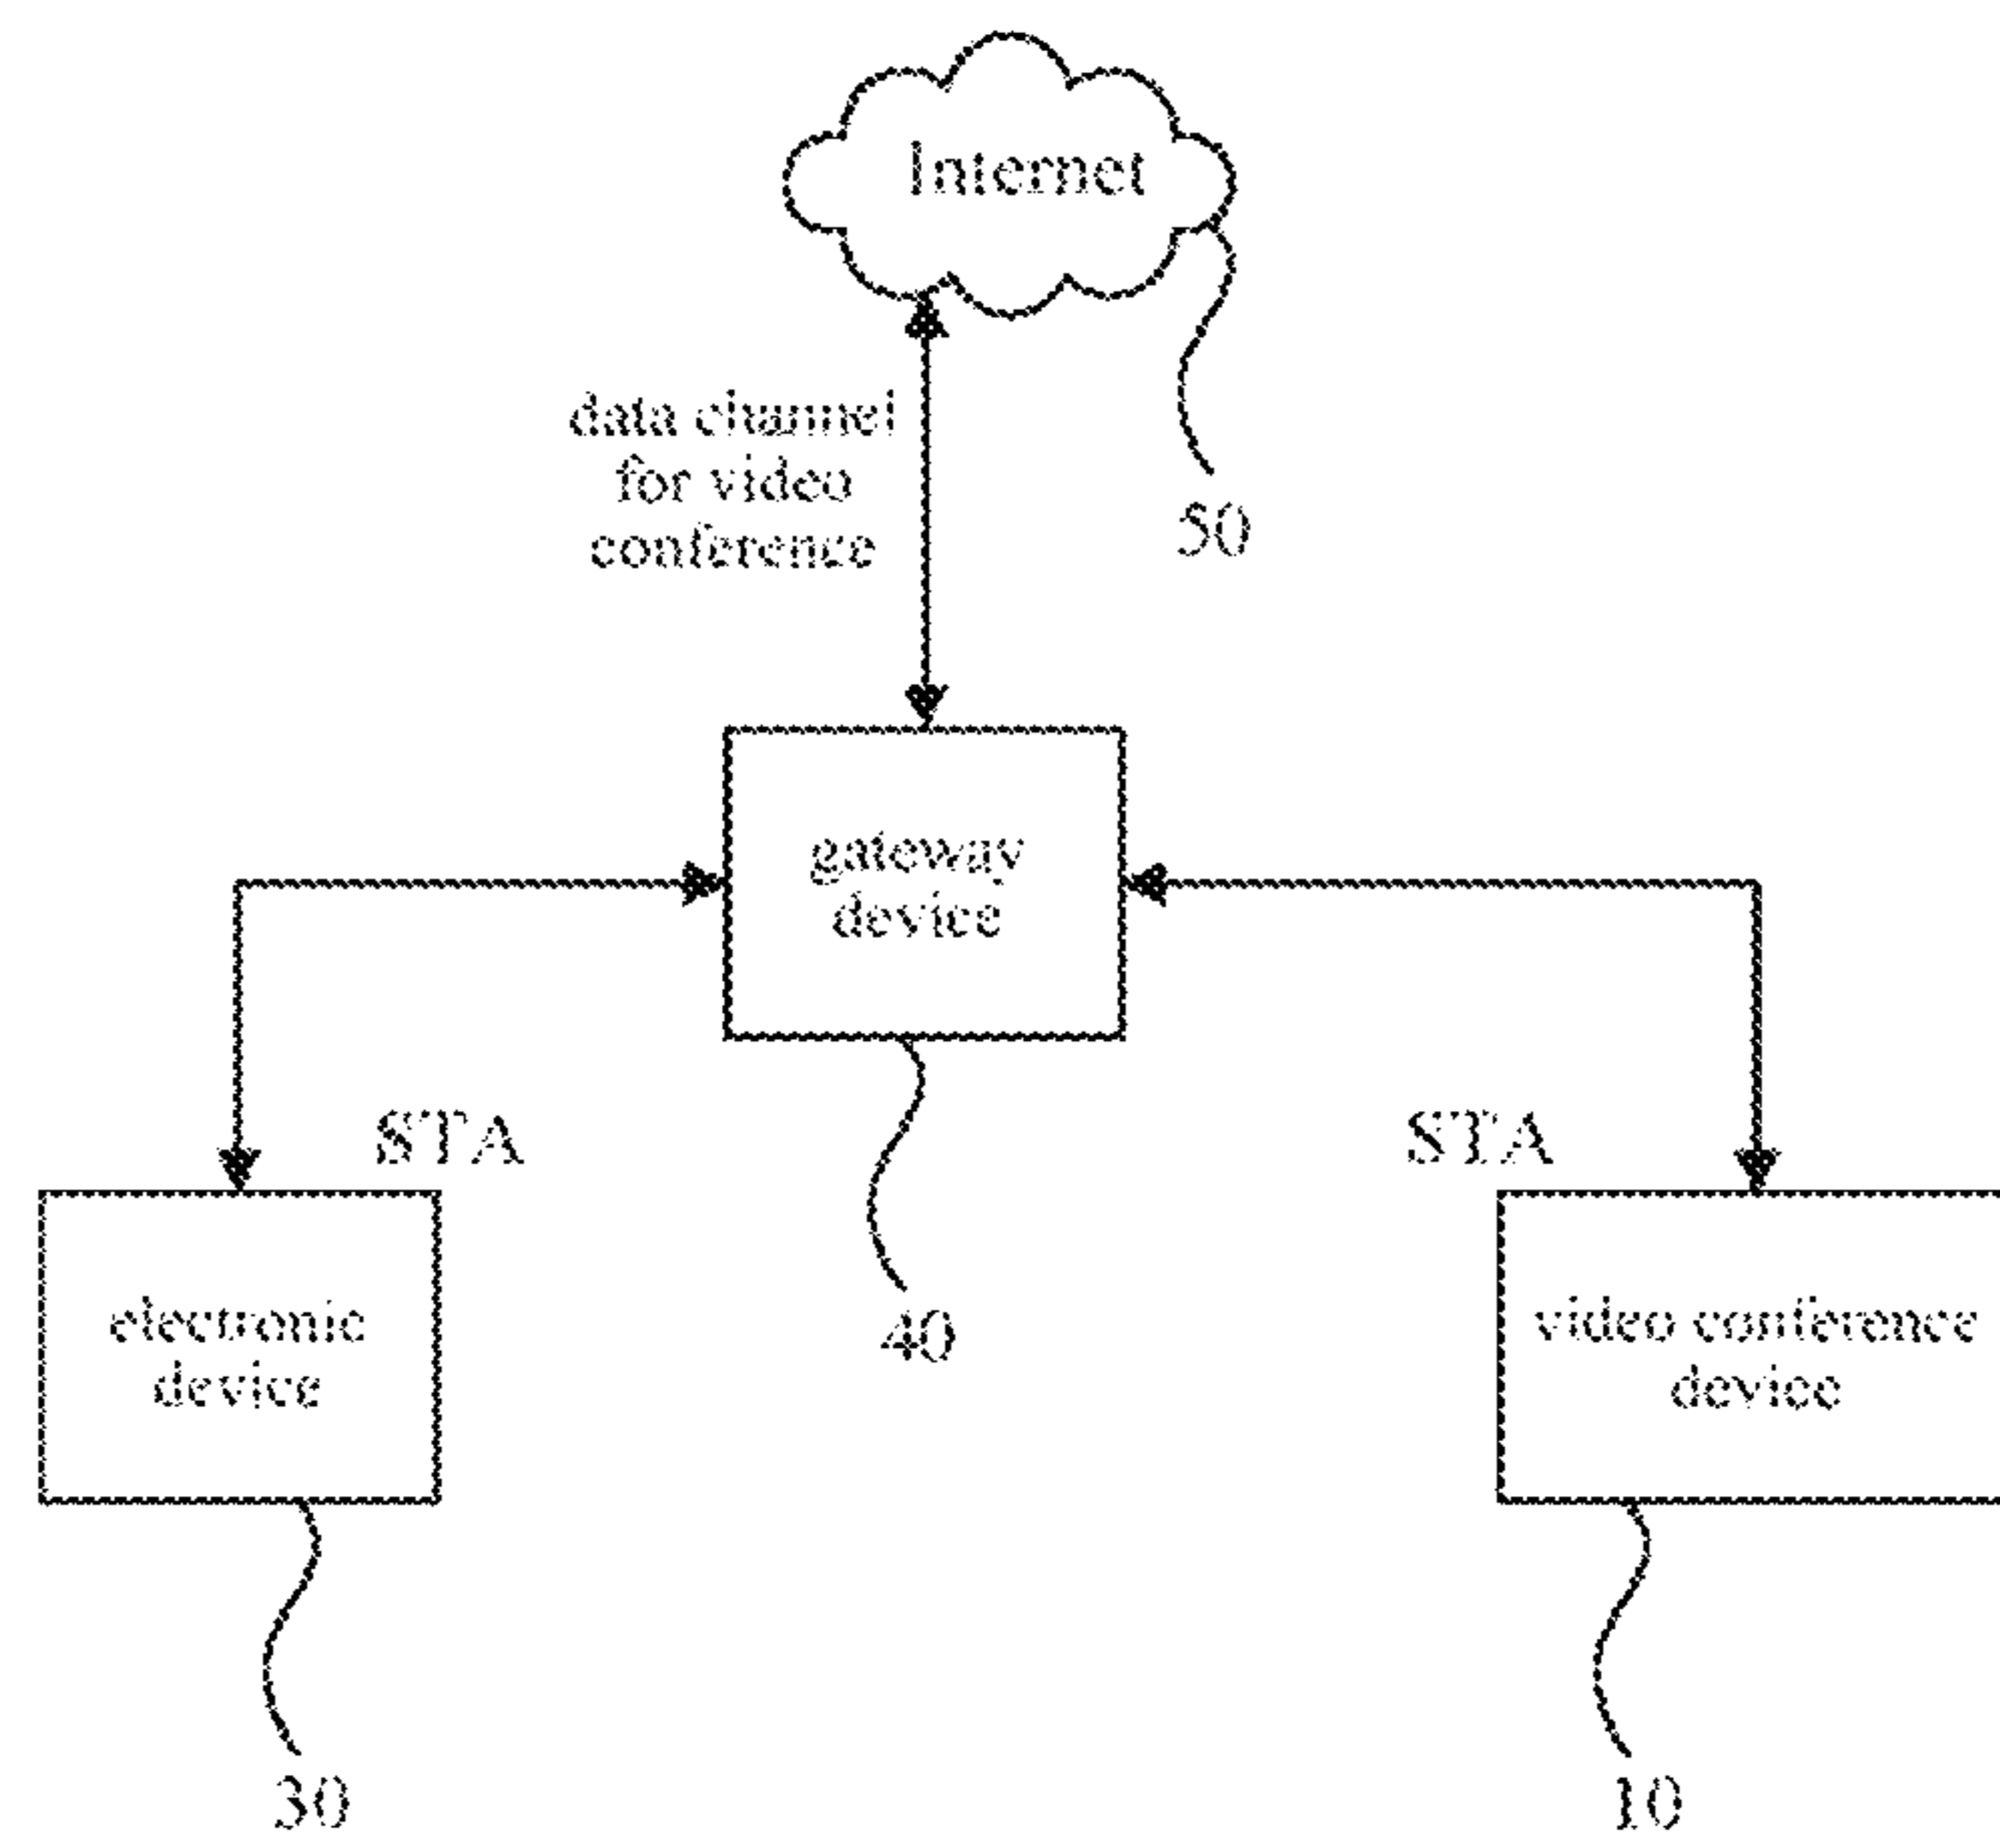 Internet
data channel
for video
conference
50
gateway
device
STA
STA
electronic
device
40
video conference
device
30
10